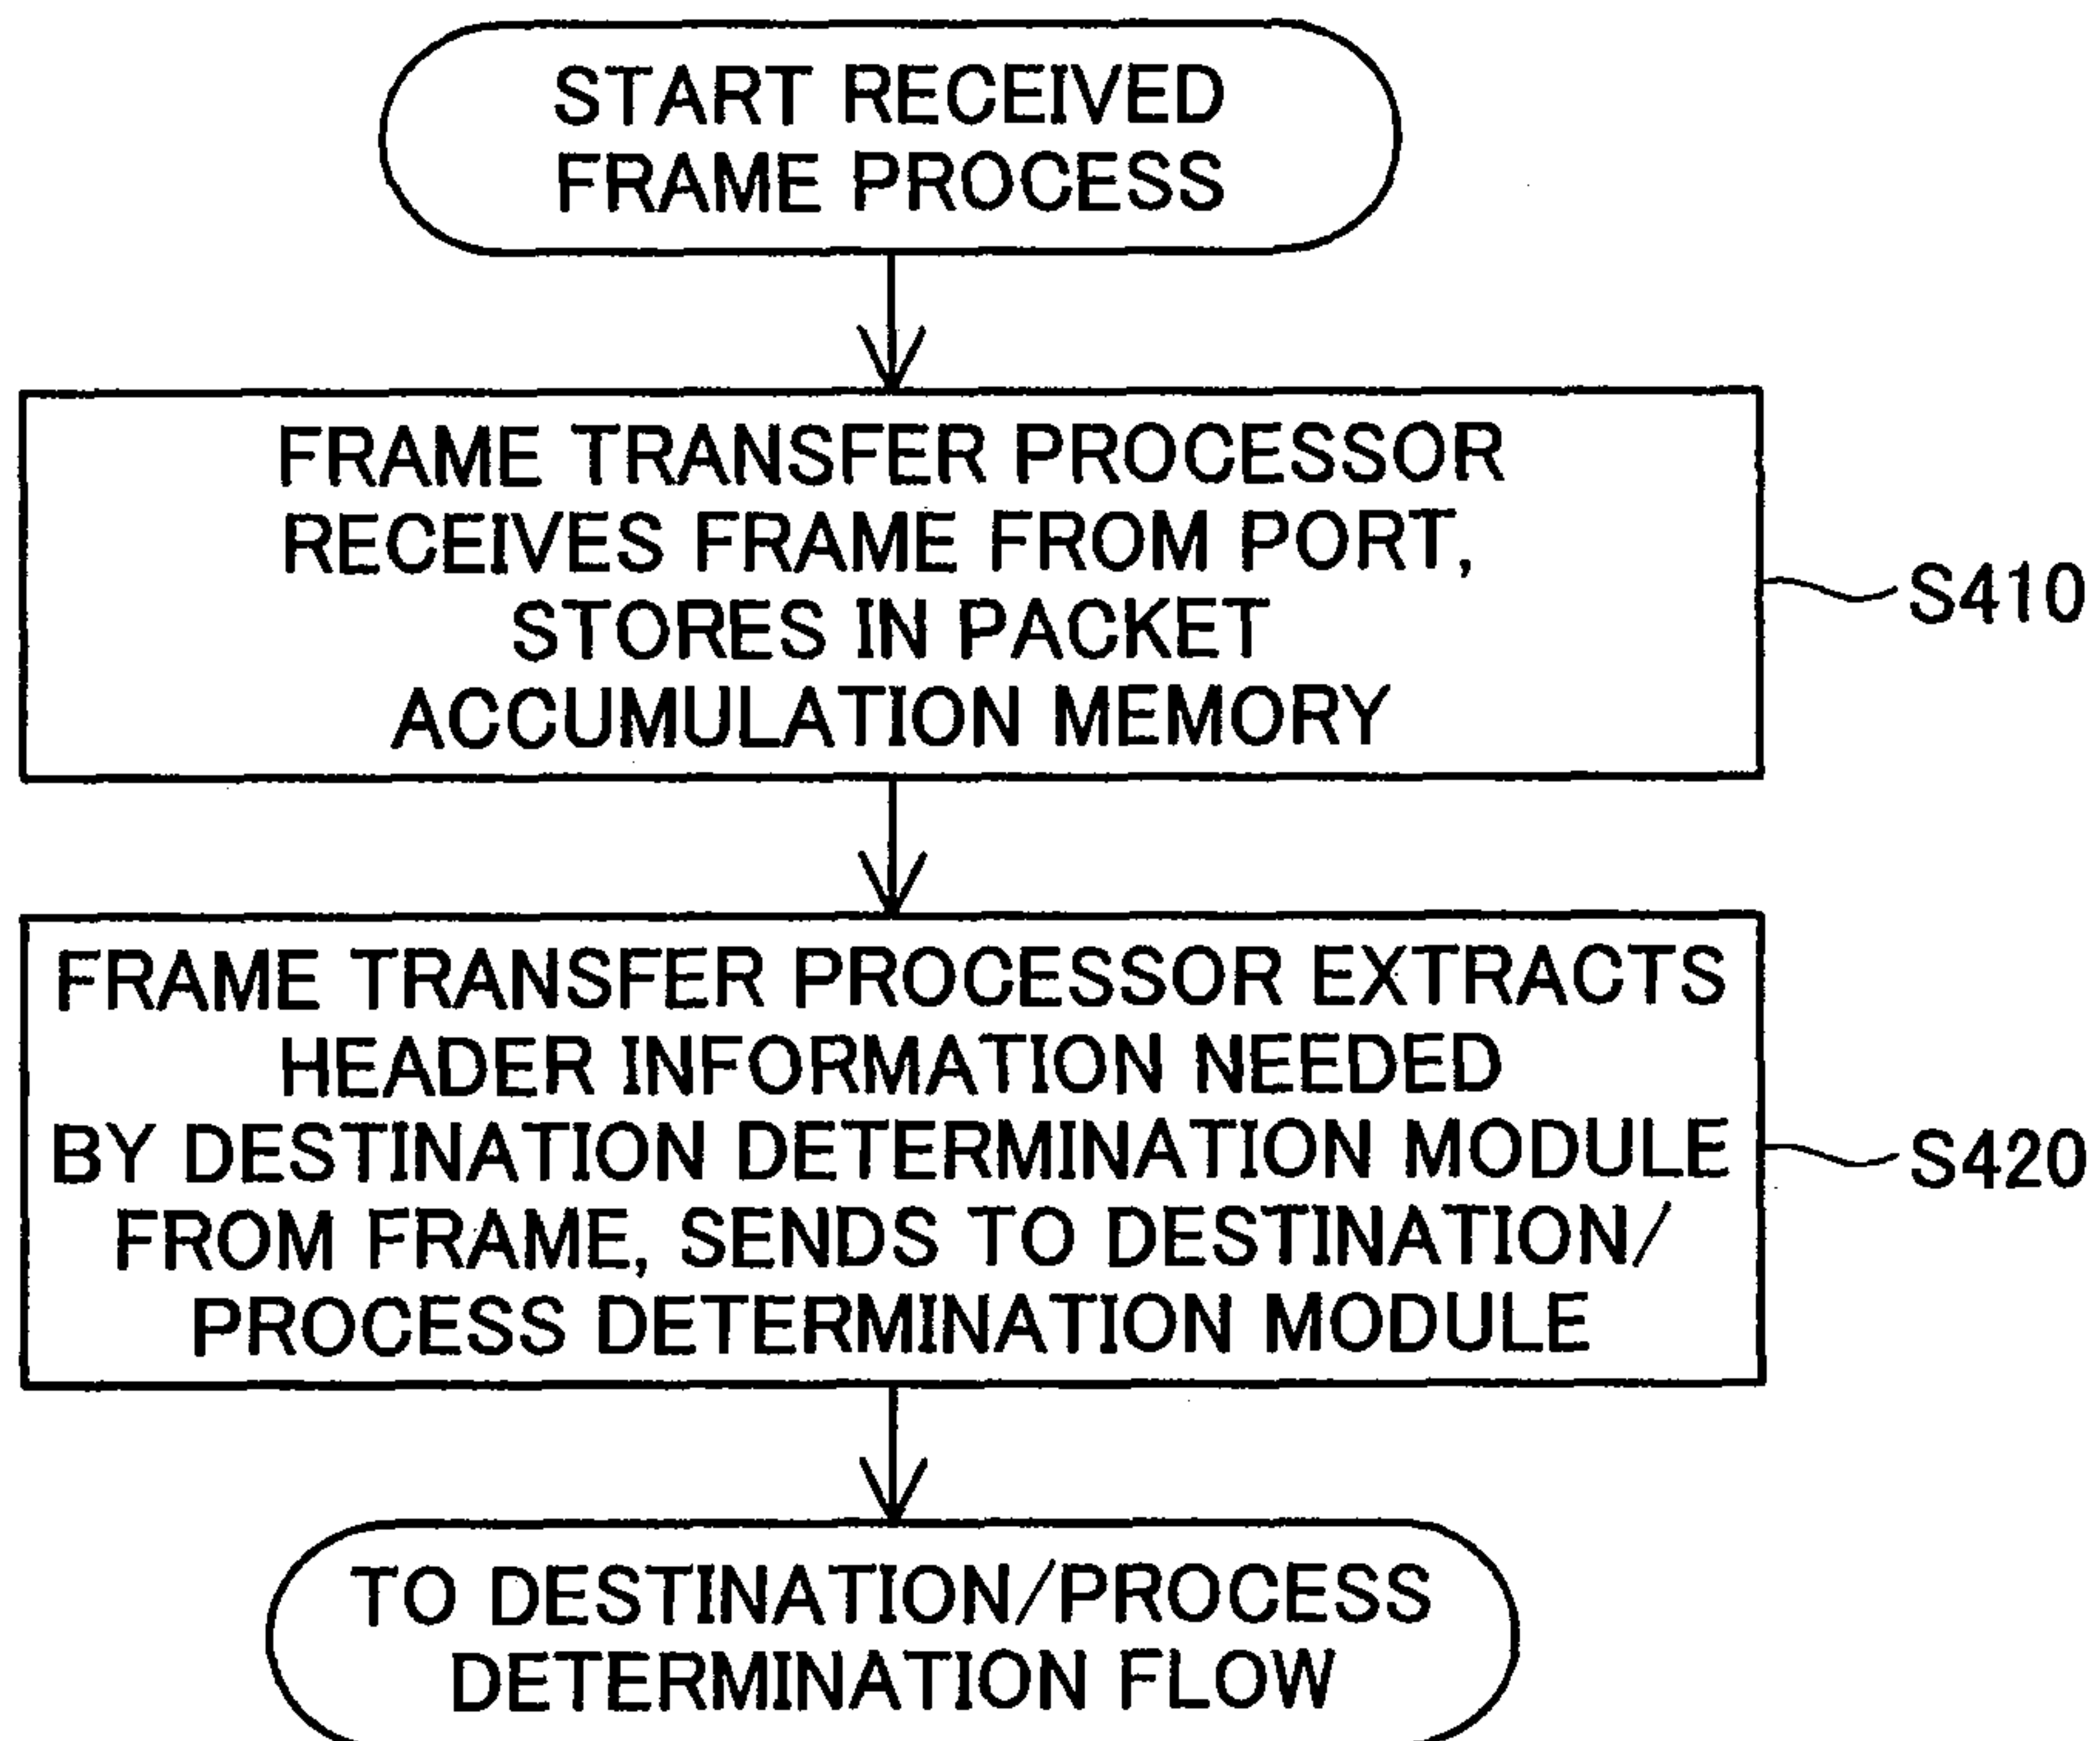 START RECEIVED
FRAME PROCESS
FRAME TRANSFER PROCESSOR
RECEIVES FRAME FROM PORT,
STORES IN PACKET
ACCUMULATION MEMORY
S410
FRAME TRANSFER PROCESSOR EXTRACTS
HEADER INFORMATION NEEDED
BY DESTINATION DETERMINATION MODULE
FROM FRAME, SENDS TO DESTINATION/
PROCESS DETERMINATION MODULE
S420
TO DESTINATION/PROCESS
DETERMINATION FLOW